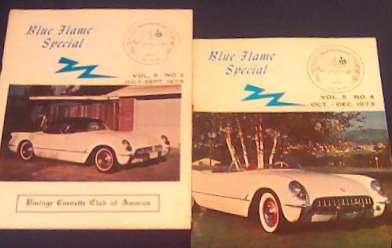 Blue Flame
Special
VOL. 5 NO. 3
JULY-SEPT. 1973
Vintage Corvette Club of America
Blue Flame
Special
VOL. 5 NO. 4
OCT. - DEC. 1973